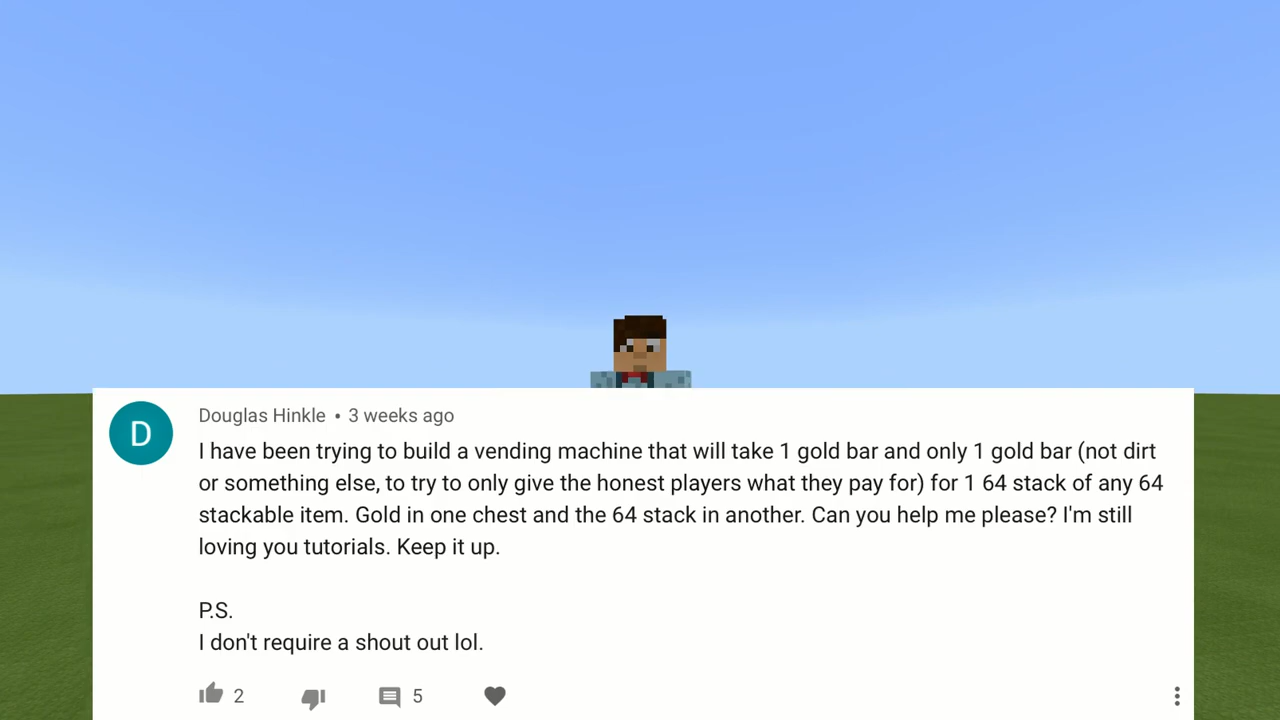 D
Douglas Hinkle • 3 weeks ago
I have been trying to build a vending machine that will take 1 gold bar and only 1 gold bar (not dirt
or something else, to try to only give the honest players what they pay for) for 1 64 stack of any 64
stackable item. Gold in one chest and the 64 stack in another. Can you help me please? I'm still
loving you tutorials. Keep it up.
P.S.
I don't require a shout out lol.
2 5